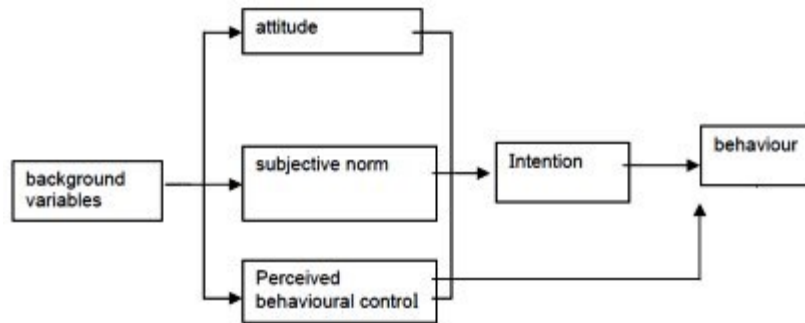 attitude
background
variables
subjective norm
Perceived
behavioural control
Intention
behaviour